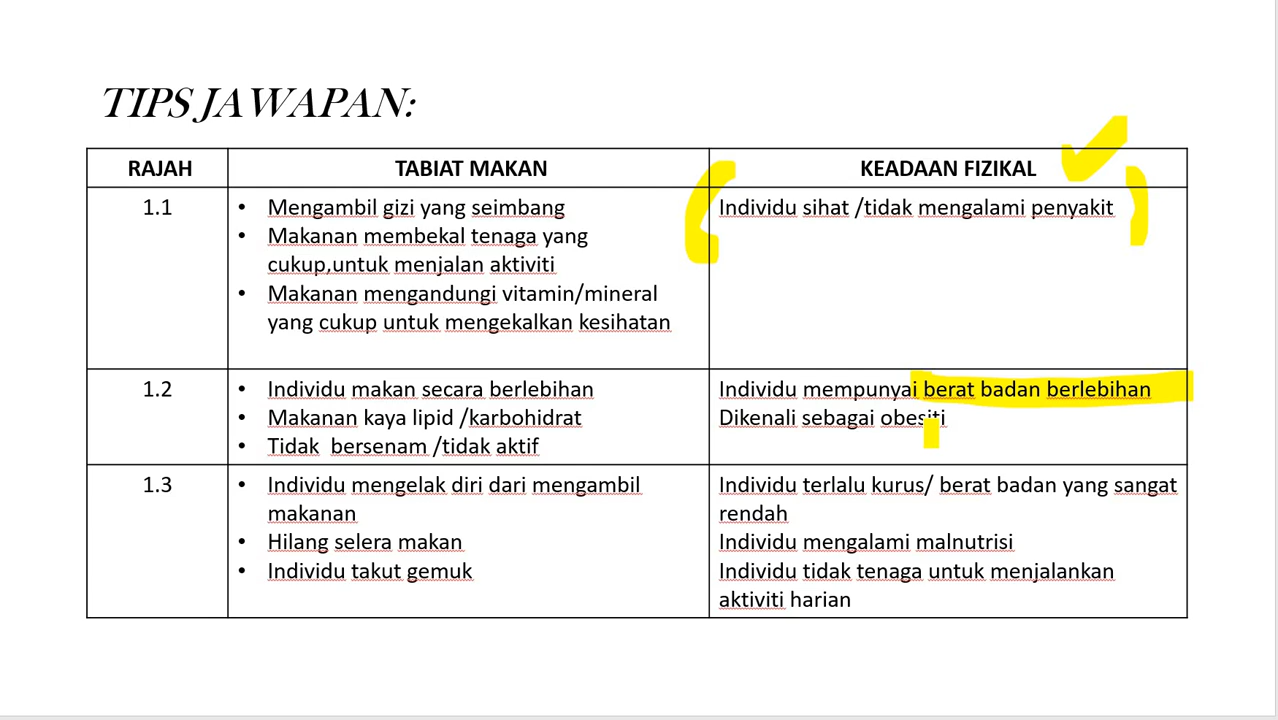 TIPS JAWAPAN:
RAJAH TABIAT MAKAN KEADAAN FIZIKAL
1.1
• Mengambil gizi yang seimbang
• Makanan membekal tenaga yang
cukup,untuk menjalan aktiviti
• Makanan mengandungi vitamin/mineral
yang cukup untuk mengekalkan kesihatan
Individu sihat /tidak mengalami penyakit
1.2
• Individu makan secara berlebihan
• Makanan kaya lipid /karbohidrat
• Tidak bersenam /tidak aktif
Individu mempunyai berat badan berlebihan
Dikenali sebagai obesiti
1.3
• Individu mengelak diri dari mengambil
makanan
• Hilang selera makan
• Individu takut gemuk
Individu terlalu kurus/ berat badan yang sangat
rendah
Individu mengalami malnutrisi
Individu tidak tenaga untuk menjalankan
aktiviti harian